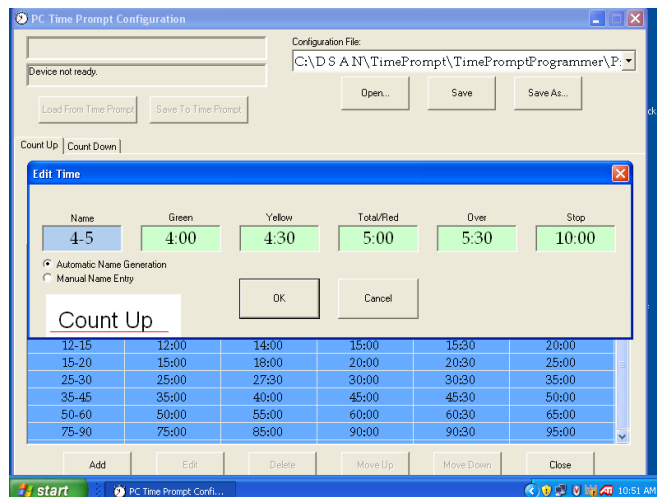 PC Time Prompt Configuration
Configuration File:
C:\D S A N\TimePrompt\TimePromptProgrammer\P
Device not ready.
Open... Save Save As...
Load From Time Prompt Save To Time Prompt
Count Up Count Down
Edit Time
Name Green Yellow Total/Red Over Stop
4-5 4:00 4:30 5:00 5:30 10:00
Automatic Name Generation
Manual Name Entry
OK Cancel
Count Up
12-15 12:00 14:00 15:00 15:30 20:00
15-20 15:00 18:00 20:00 20:30 25:00
25-30 25:00 27:30 30:00 30:30 35:00
35-45 35:00 40:00 45:00 45:30 50:00
50-60 50:00 55:00 60:00 60:30 65:00
75-90 75:00 85:00 90:00 90:30 95:00
Add Edit Delete Move Up Move Down Close
start PC Time Prompt Confi... 10:51 AM